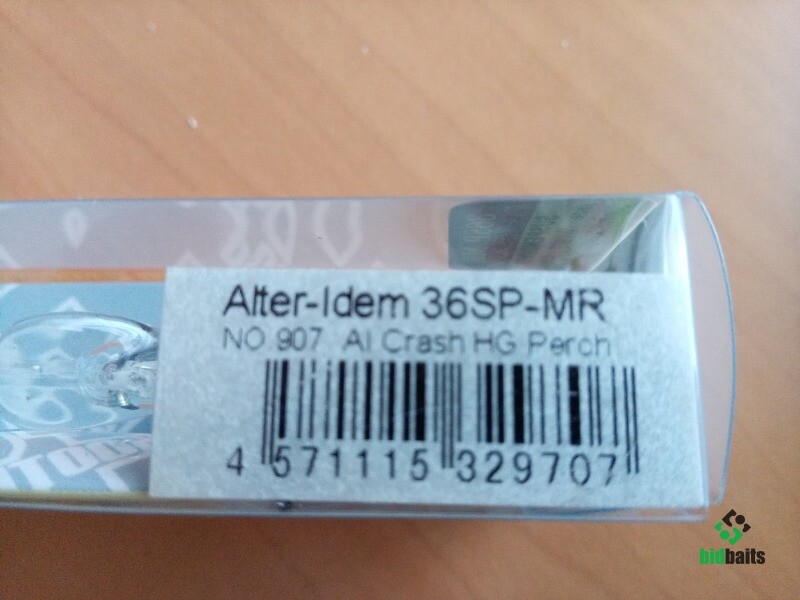 Alter-Idem 36SP-MR
NO 907 AI Crash HG Perch
4 571115 329707
bidbaits